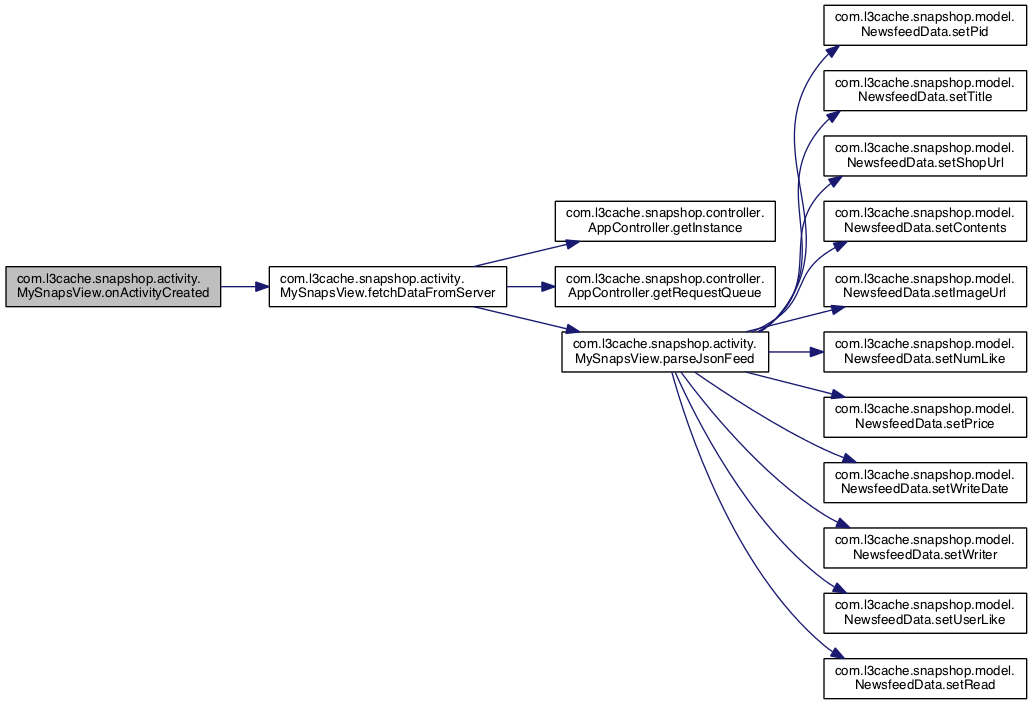 com.l3cache.snapshop.activity.
MySnapsView.onActivityCreated
com.l3cache.snapshop.activity.
MySnapsView.fetchDataFromServer
com.l3cache.snapshop.controller.
AppController.getInstance
com.l3cache.snapshop.controller.
AppController.getRequestQueue
com.l3cache.snapshop.activity.
MySnapsView.parseJsonFeed
com.l3cache.snapshop.model.
NewsfeedData.setPid
com.l3cache.snapshop.model.
NewsfeedData.setTitle
com.l3cache.snapshop.model.
NewsfeedData.setShopUrl
com.l3cache.snapshop.model.
NewsfeedData.setContents
com.l3cache.snapshop.model.
NewsfeedData.setImageUrl
com.l3cache.snapshop.model.
NewsfeedData.setNumLike
com.l3cache.snapshop.model.
NewsfeedData.setPrice
com.l3cache.snapshop.model.
NewsfeedData.setWriteDate
com.l3cache.snapshop.model.
NewsfeedData.setWriter
com.l3cache.snapshop.model.
NewsfeedData.setUserLike
com.l3cache.snapshop.model.
NewsfeedData.setRead